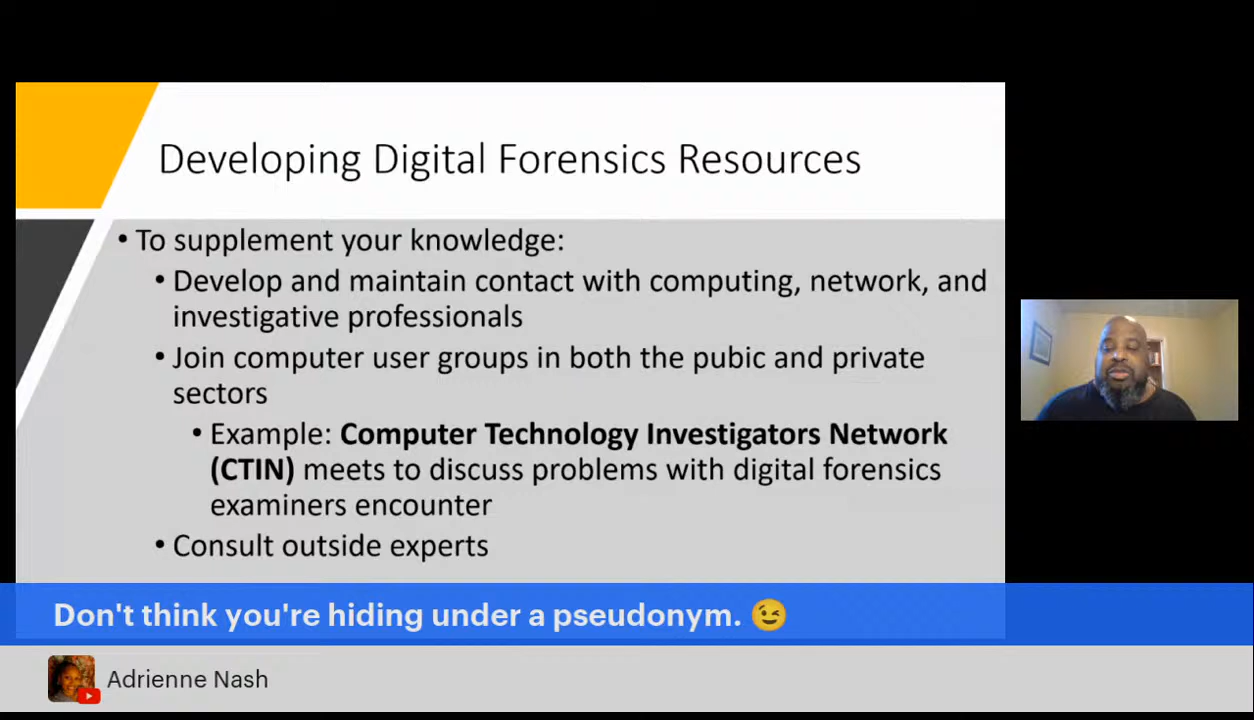 Developing Digital Forensics Resources
• To supplement your knowledge:
• Develop and maintain contact with computing, network, and
investigative professionals
• Join computer user groups in both the pubic and private
sectors
• Example: Computer Technology Investigators Network
(CTIN) meets to discuss problems with digital forensics
examiners encounter
• Consult outside experts
Don't think you're hiding under a pseudonym. 😉
Adrienne Nash